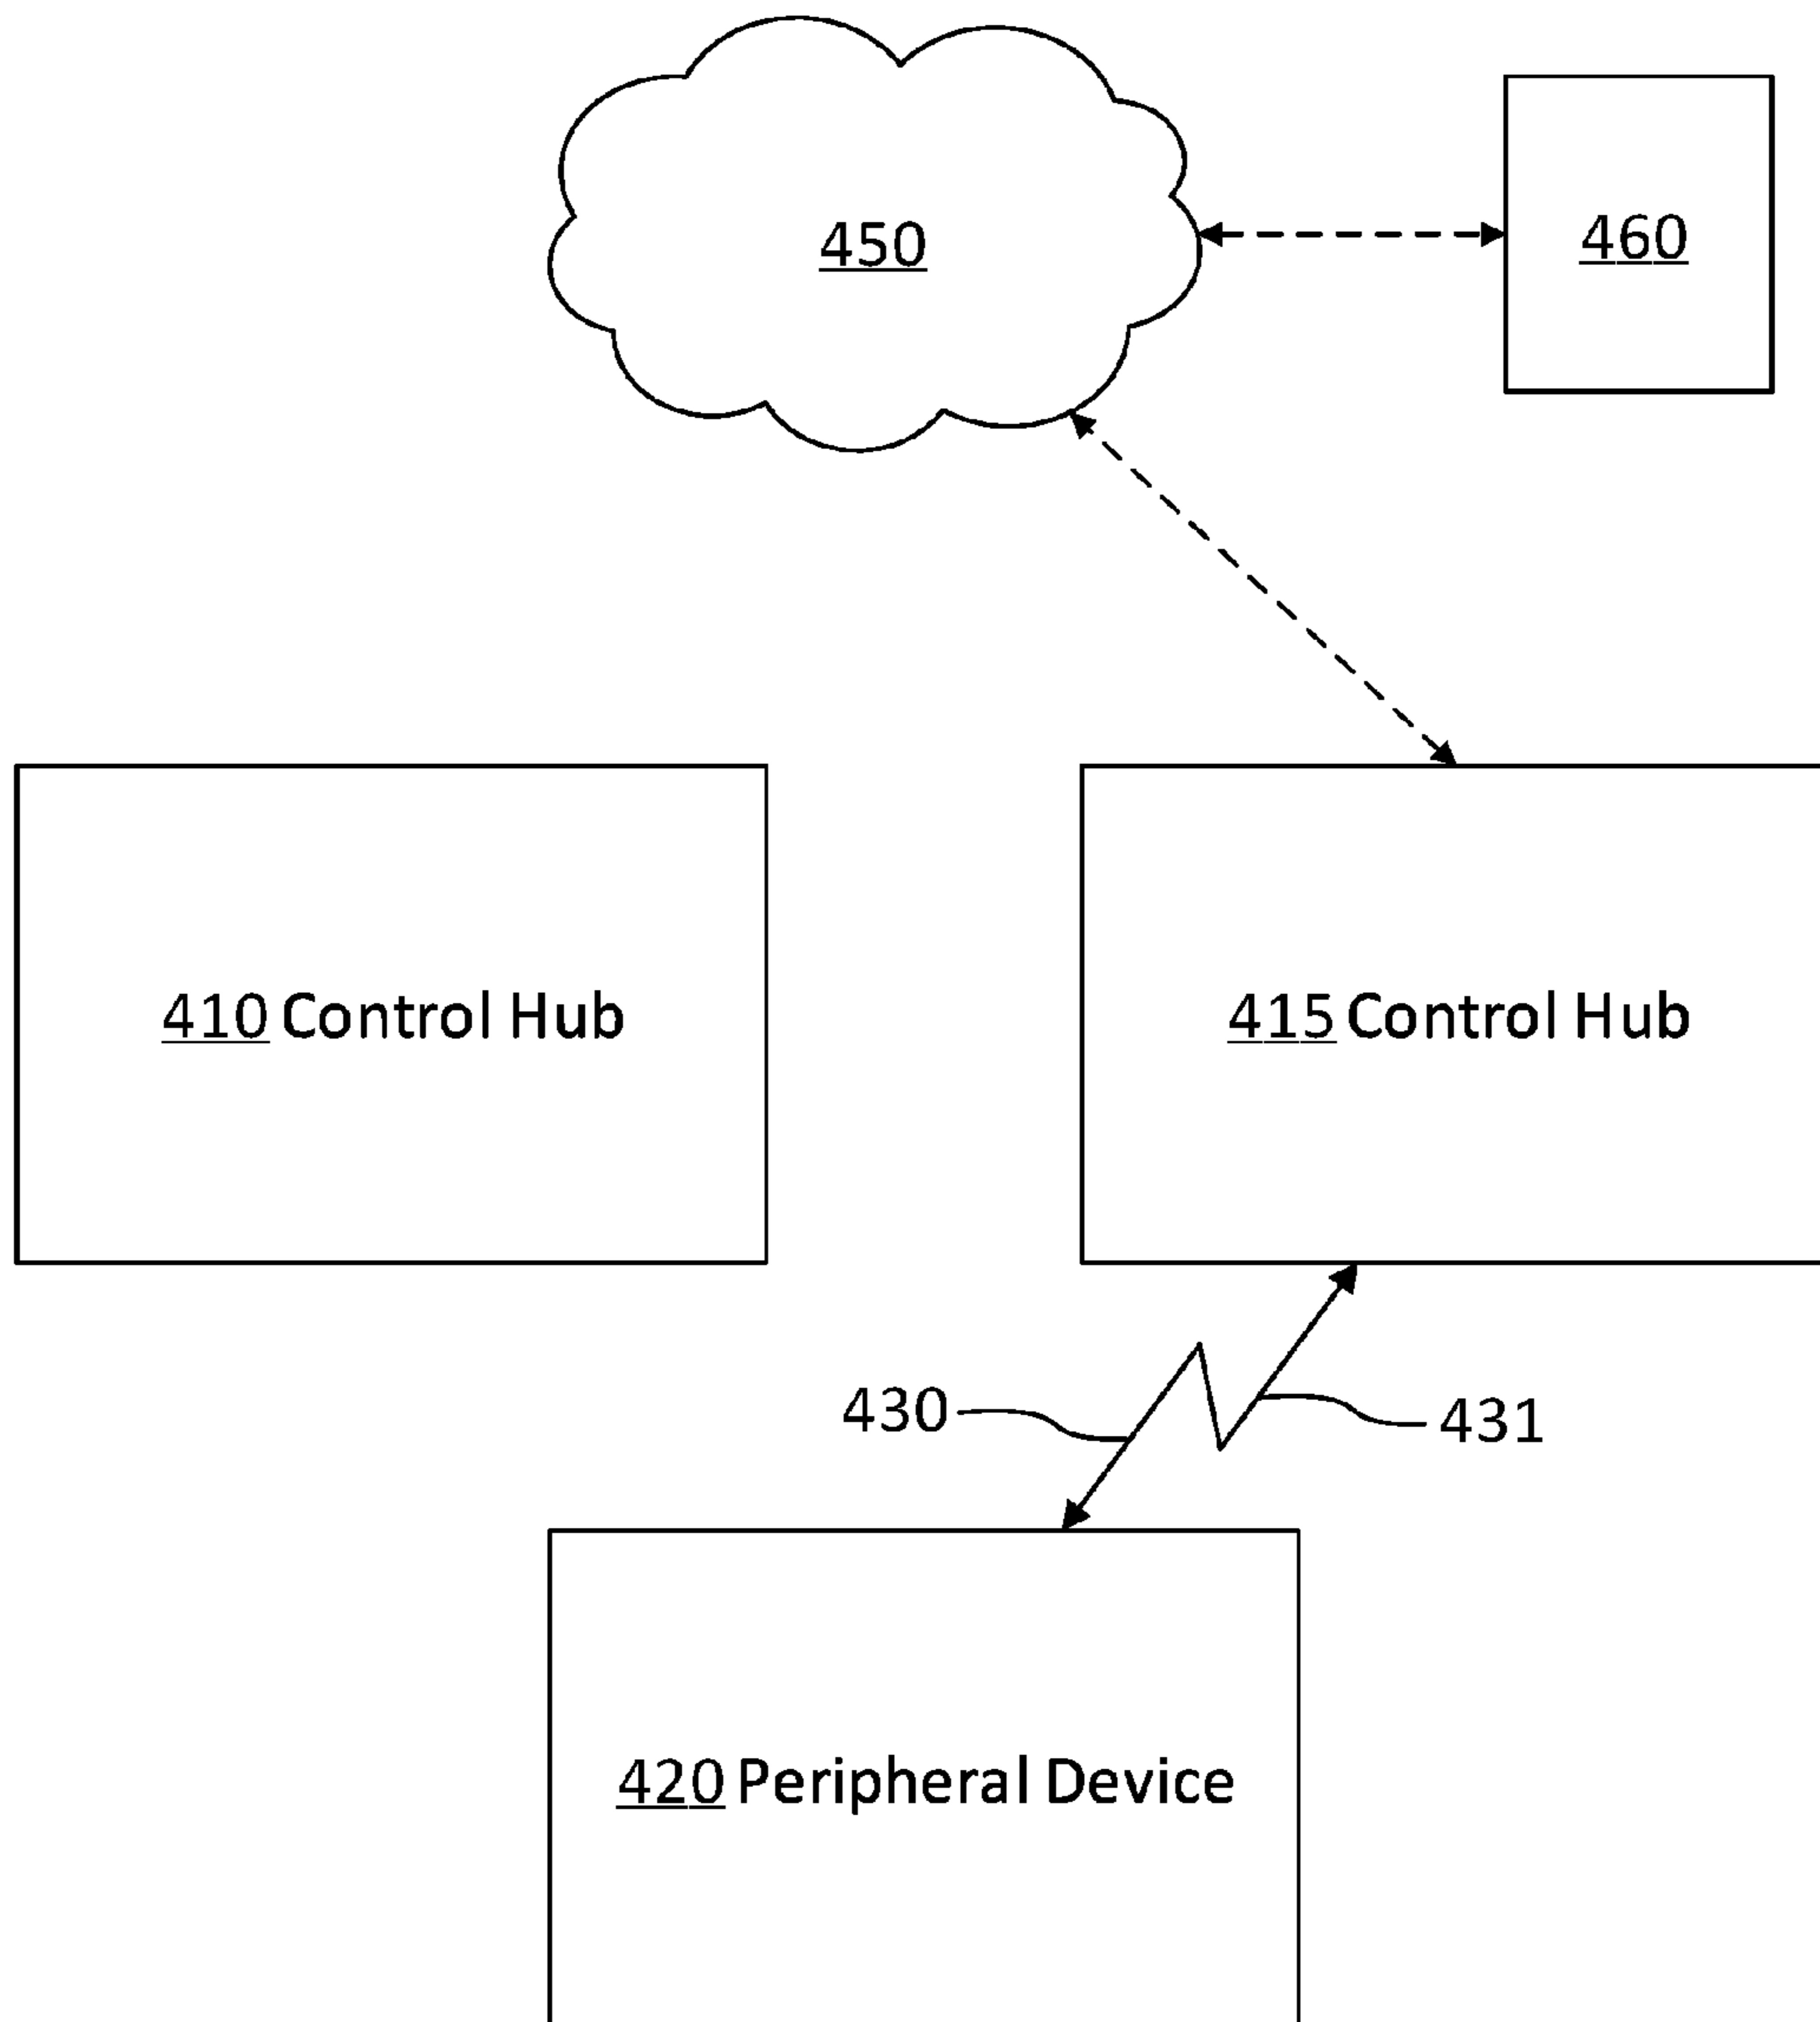 450
460
410 Control Hub
415 Control Hub
430
431
420 Peripheral Device